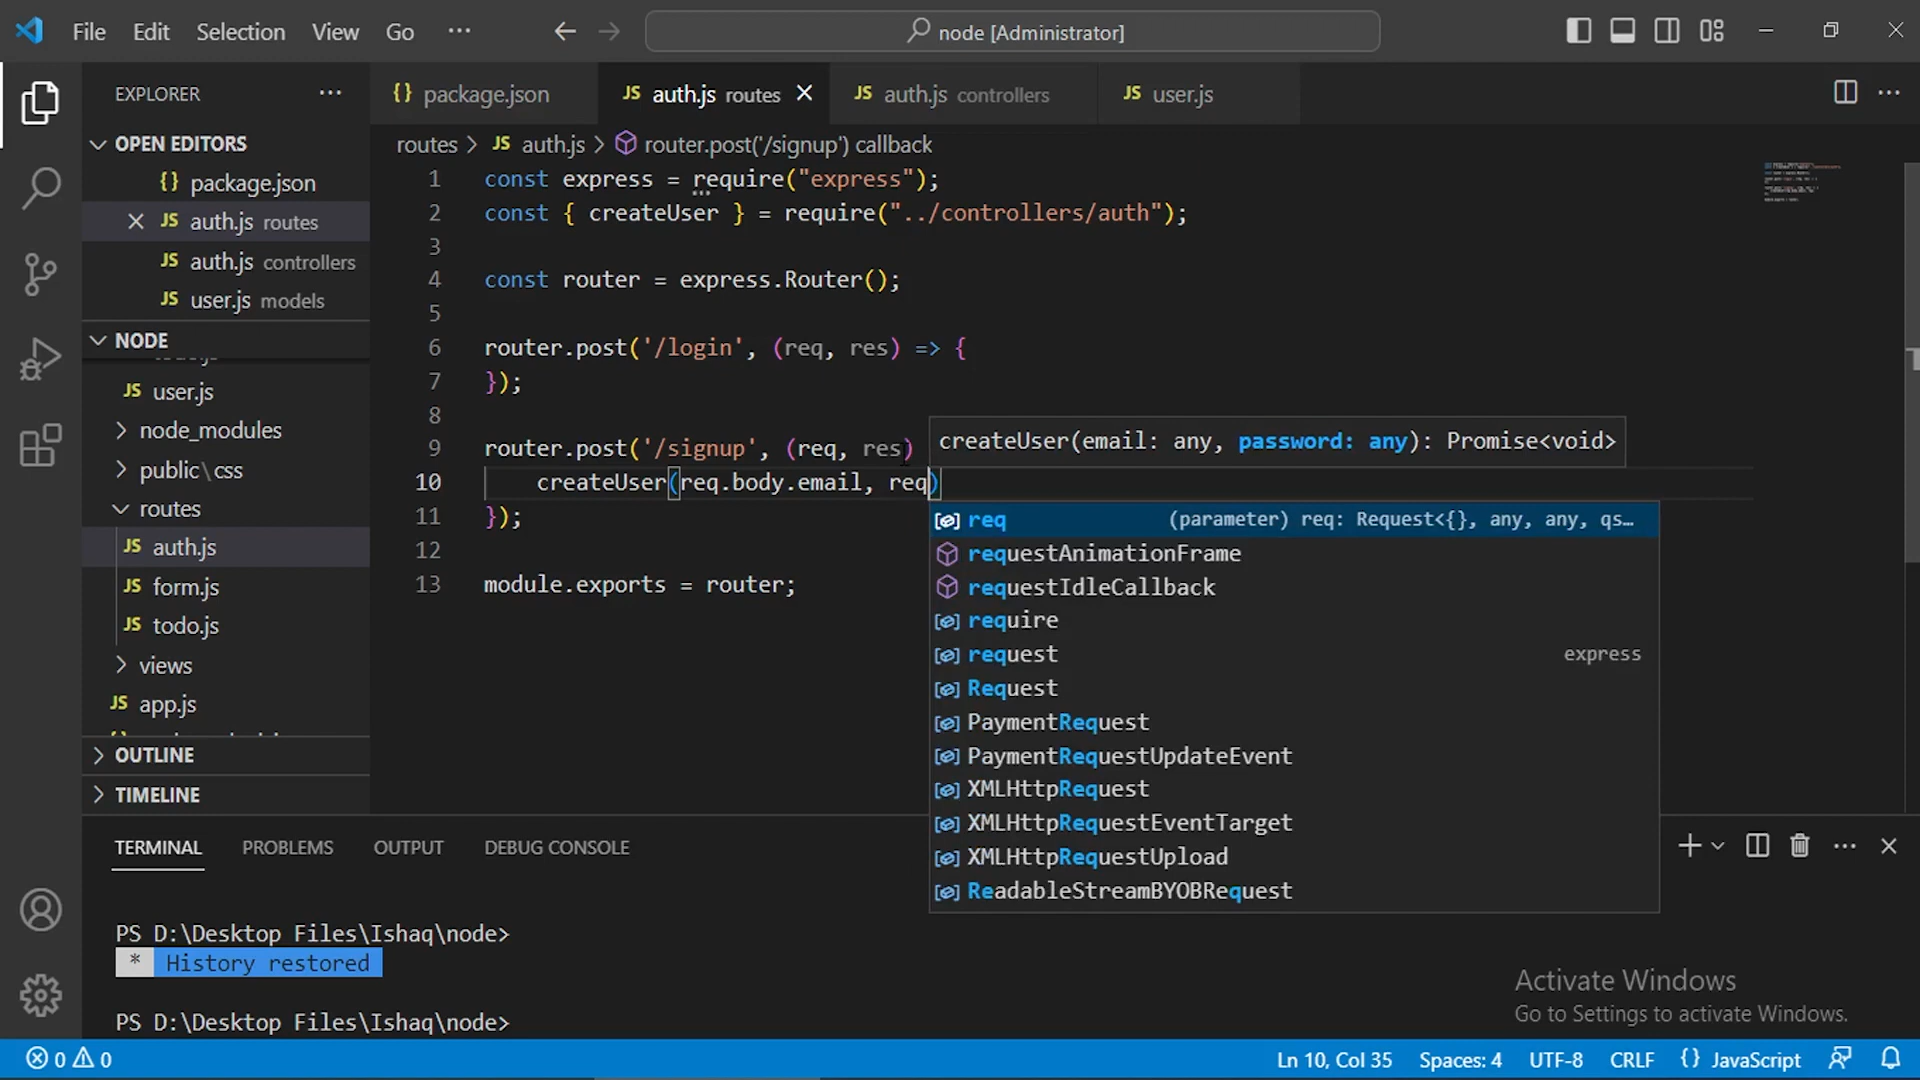 File Edit Selection View Go ··· node [Administrator]
EXPLORER ···
{} package.json JS auth.js routes JS auth.js controllers JS user.js ···
OPEN EDITORS
{} package.json
JS auth.js routes
JS auth.js controllers
JS user.js models
NODE
JS user.js
node_modules
public\css
routes
JS auth.js
JS form.js
JS todo.js
views
JS app.js
OUTLINE
TIMELINE
routes > JS auth.js > router.post('/signup') callback
1 const express = require("express");
2 const { createUser } = require("../controllers/auth");
3
4 const router = express.Router();
5
6 router.post('/login', (req, res) => {
7 });
8
9 router.post('/signup', (req, res)
10 createUser(req.body.email, req)
11 });
12
13 module.exports = router;
createUser(email: any, password: any): Promise<void>
req (parameter) req: Request<{}, any, any, qs…
requestAnimationFrame
requestIdleCallback
require
request express
Request
PaymentRequest
PaymentRequestUpdateEvent
XMLHttpRequest
XMLHttpRequestEventTarget
XMLHttpRequestUpload
ReadableStreamBYOBRequest
TERMINAL PROBLEMS OUTPUT DEBUG CONSOLE ···
PS D:\Desktop Files\Ishaq\node>
* History restored
PS D:\Desktop Files\Ishaq\node>
Activate Windows
Go to Settings to activate Windows.
0 0 Ln 10, Col 35 Spaces: 4 UTF-8 CRLF {} JavaScript